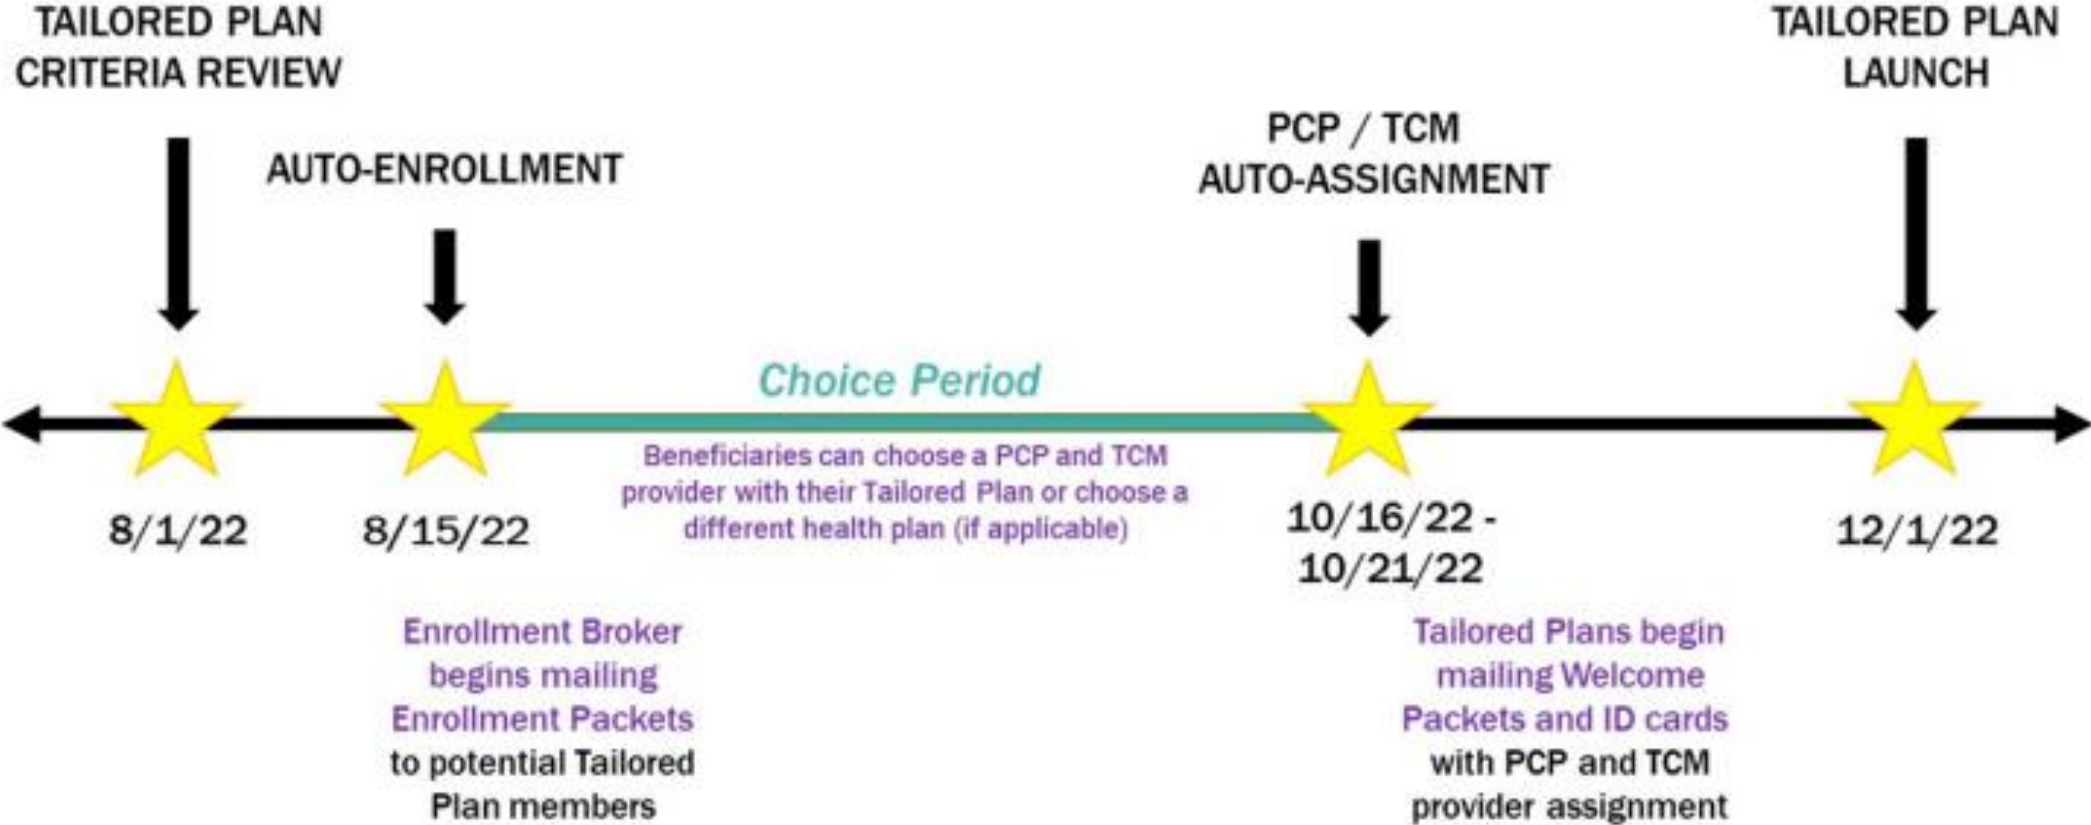 TAILORED PLAN
CRITERIA REVIEW
AUTO-ENROLLMENT
PCP / TCM
AUTO-ASSIGNMENT
TAILORED PLAN
LAUNCH
Choice Period
Beneficiaries can choose a PCP and TCM
provider with their Tailored Plan or choose a
different health plan (if applicable)
8/1/22
8/15/22
10/16/22 -
10/21/22
12/1/22
Enrollment Broker
begins mailing
Enrollment Packets
to potential Tailored
Plan members
Tailored Plans begin
mailing Welcome
Packets and ID cards
with PCP and TCM
provider assignment